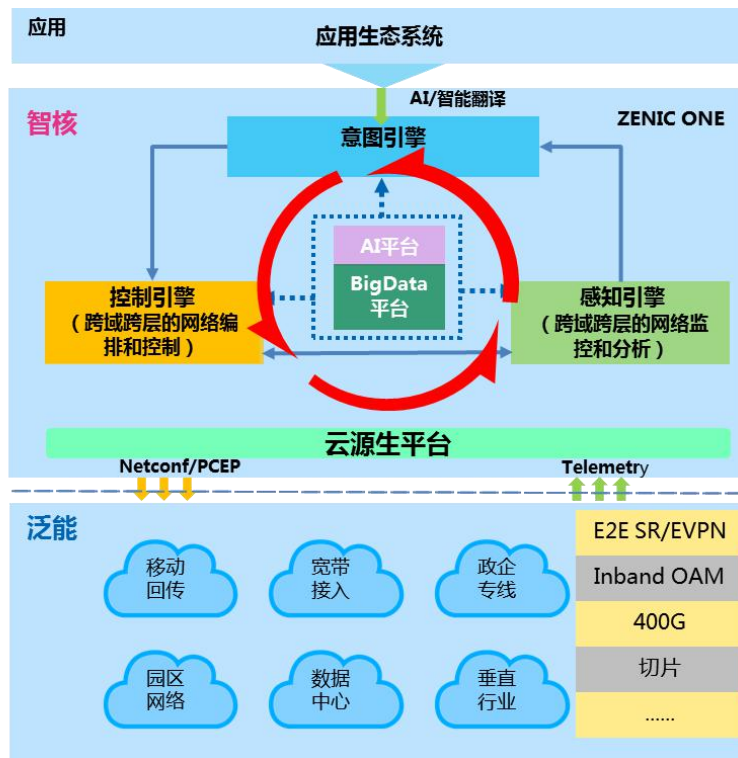 应用
应用生态系统
AI/智能翻译
智核
ZENIC ONE
意图引擎
AI平台
BigData
平台
控制引擎
（跨域跨层的网络编
排和控制）
感知引擎
（跨域跨层的网络监
控和分析）
云源生平台
Netconf/PCEP
Telemetry
泛能
移动
回传
宽带
接入
政企
专线
园区
网络
数据
中心
垂直
行业
E2E SR/EVPN
Inband OAM
400G
切片
......